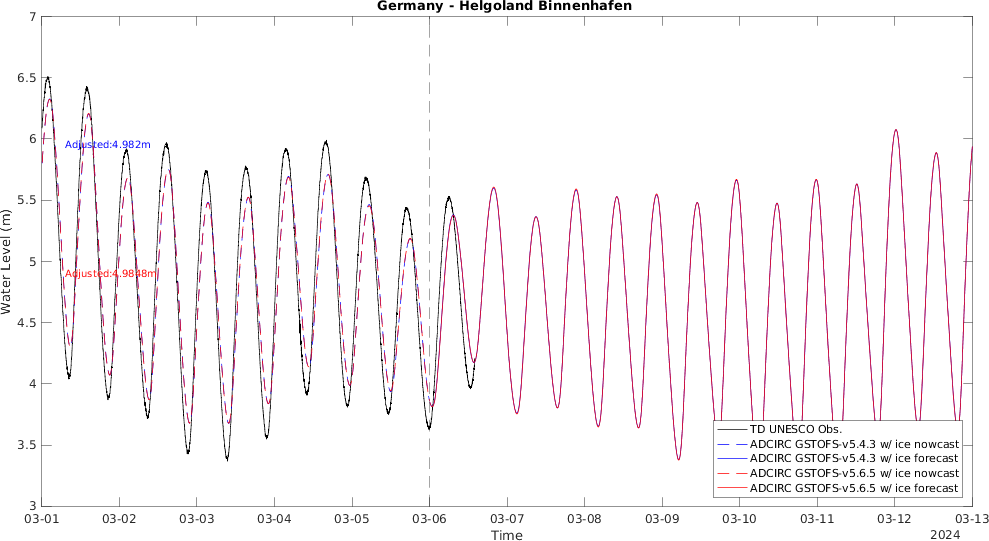 Germany - Helgoland Binnenhafen
7
6.5
6
5.5
5
4.5
4
3.5
3
Water Level (m)
Adjusted:4.982m
Adjusted:4.9848m
TD UNESCO Obs.
ADCIRC GSTOFS-v5.4.3 w/ ice nowcast
ADCIRC GSTOFS-v5.4.3 w/ ice forecast
ADCIRC GSTOFS-v5.6.5 w/ ice nowcast
ADCIRC GSTOFS-v5.6.5 w/ ice forecast
03-01 03-02 03-03 03-04 03-05 03-06 03-07 03-08 03-09 03-10 03-11 03-12 03-13
Time
2024